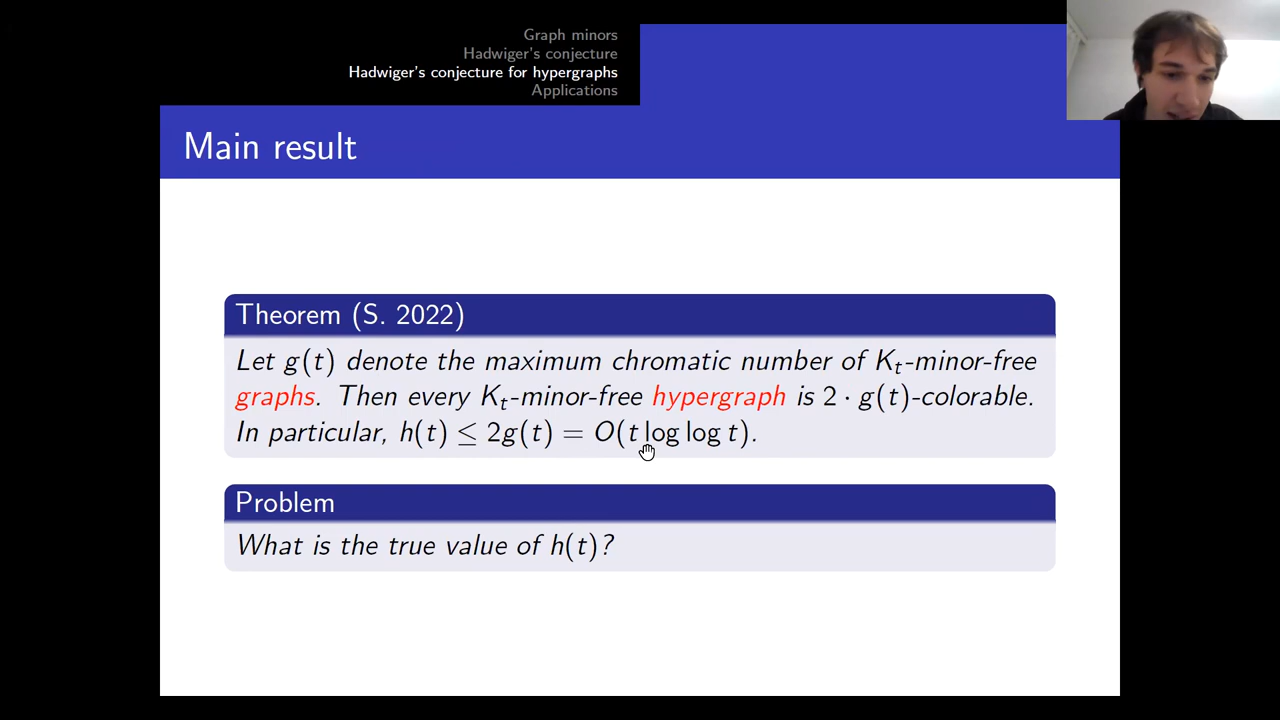 Graph minors
Hadwiger's conjecture
Hadwiger's conjecture for hypergraphs
Applications
Main result
Theorem (S. 2022)
Let g(t) denote the maximum chromatic number of Kₜ-minor-free
graphs. Then every Kₜ-minor-free hypergraph is 2 · g(t)-colorable.
In particular, h(t) ≤ 2g(t) = O(t log log t).
Problem
What is the true value of h(t)?